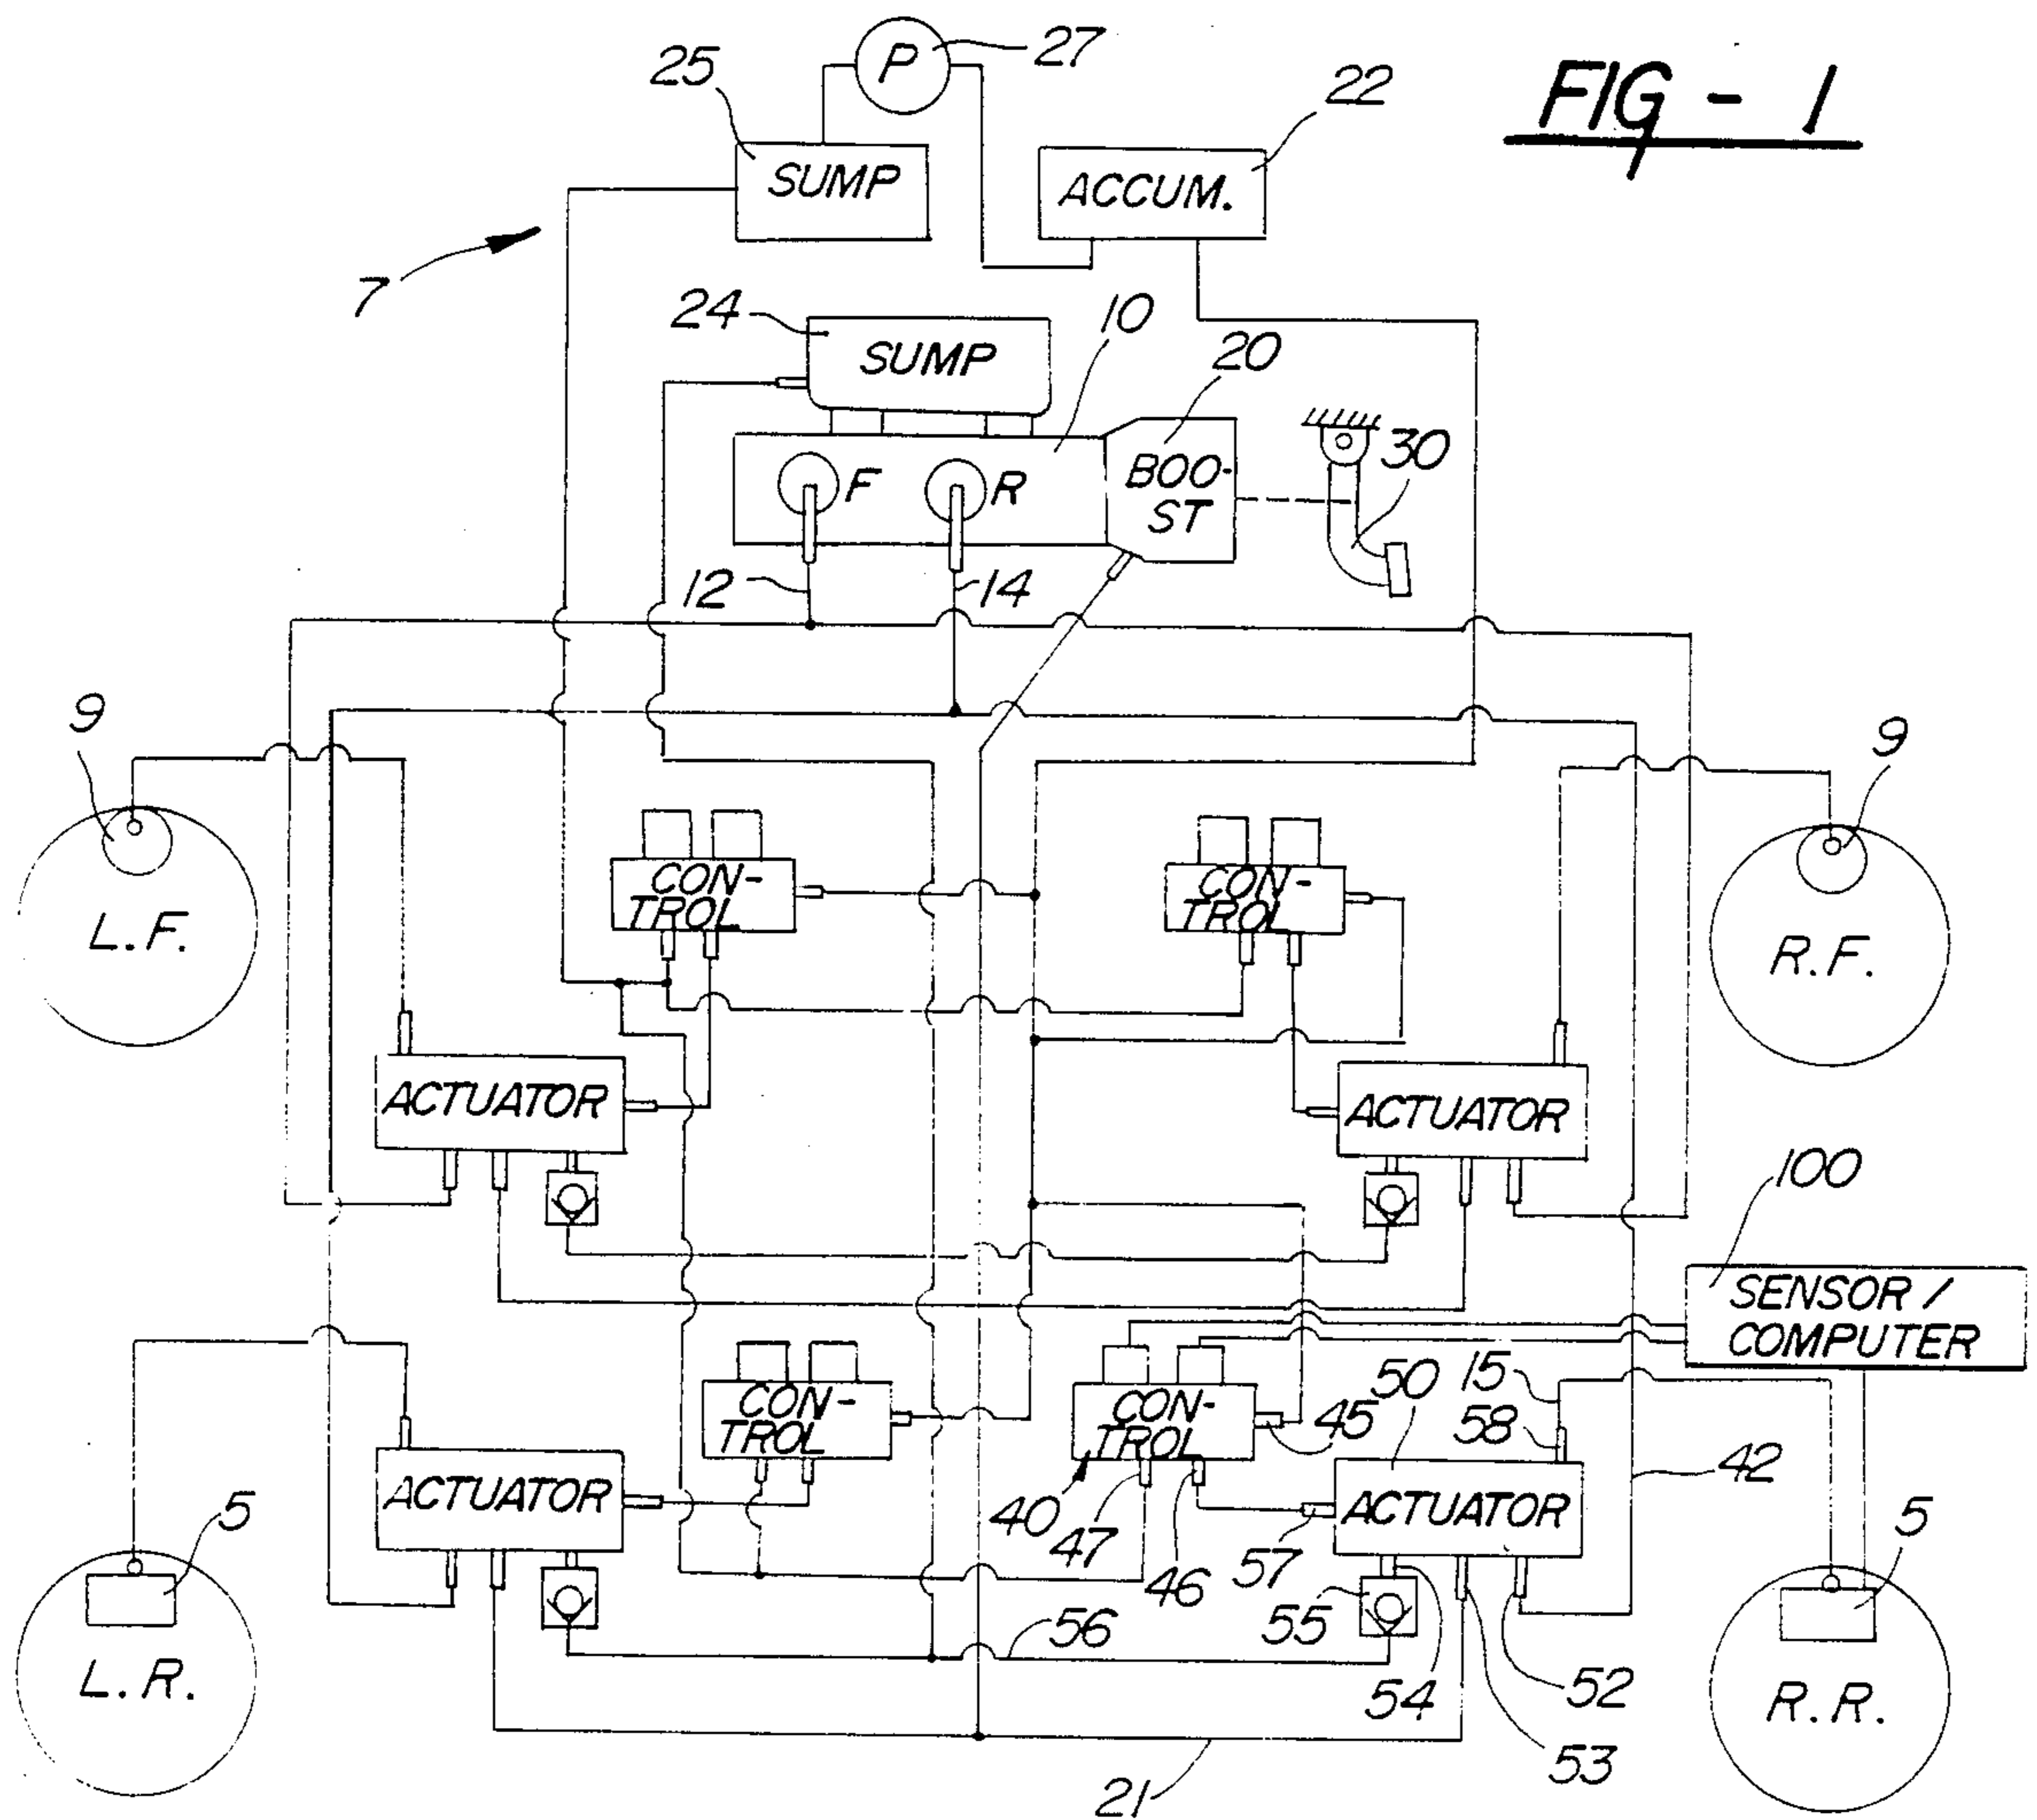 FIG - 1
P
27
25
22
SUMP
ACCUM.
7
24
SUMP
10
20
BOO-
ST
30
F
R
12
14
9
9
CON-
TROL
CON-
TROL
L.F.
R.F.
ACTUATOR
ACTUATOR
100
SENSOR /
COMPUTER
CON-
TROL
CON-
TROL
50
15
58
45
42
ACTUATOR
ACTUATOR
40
47
46
57
5
5
55
56
54
52
53
L.R.
R.R.
21